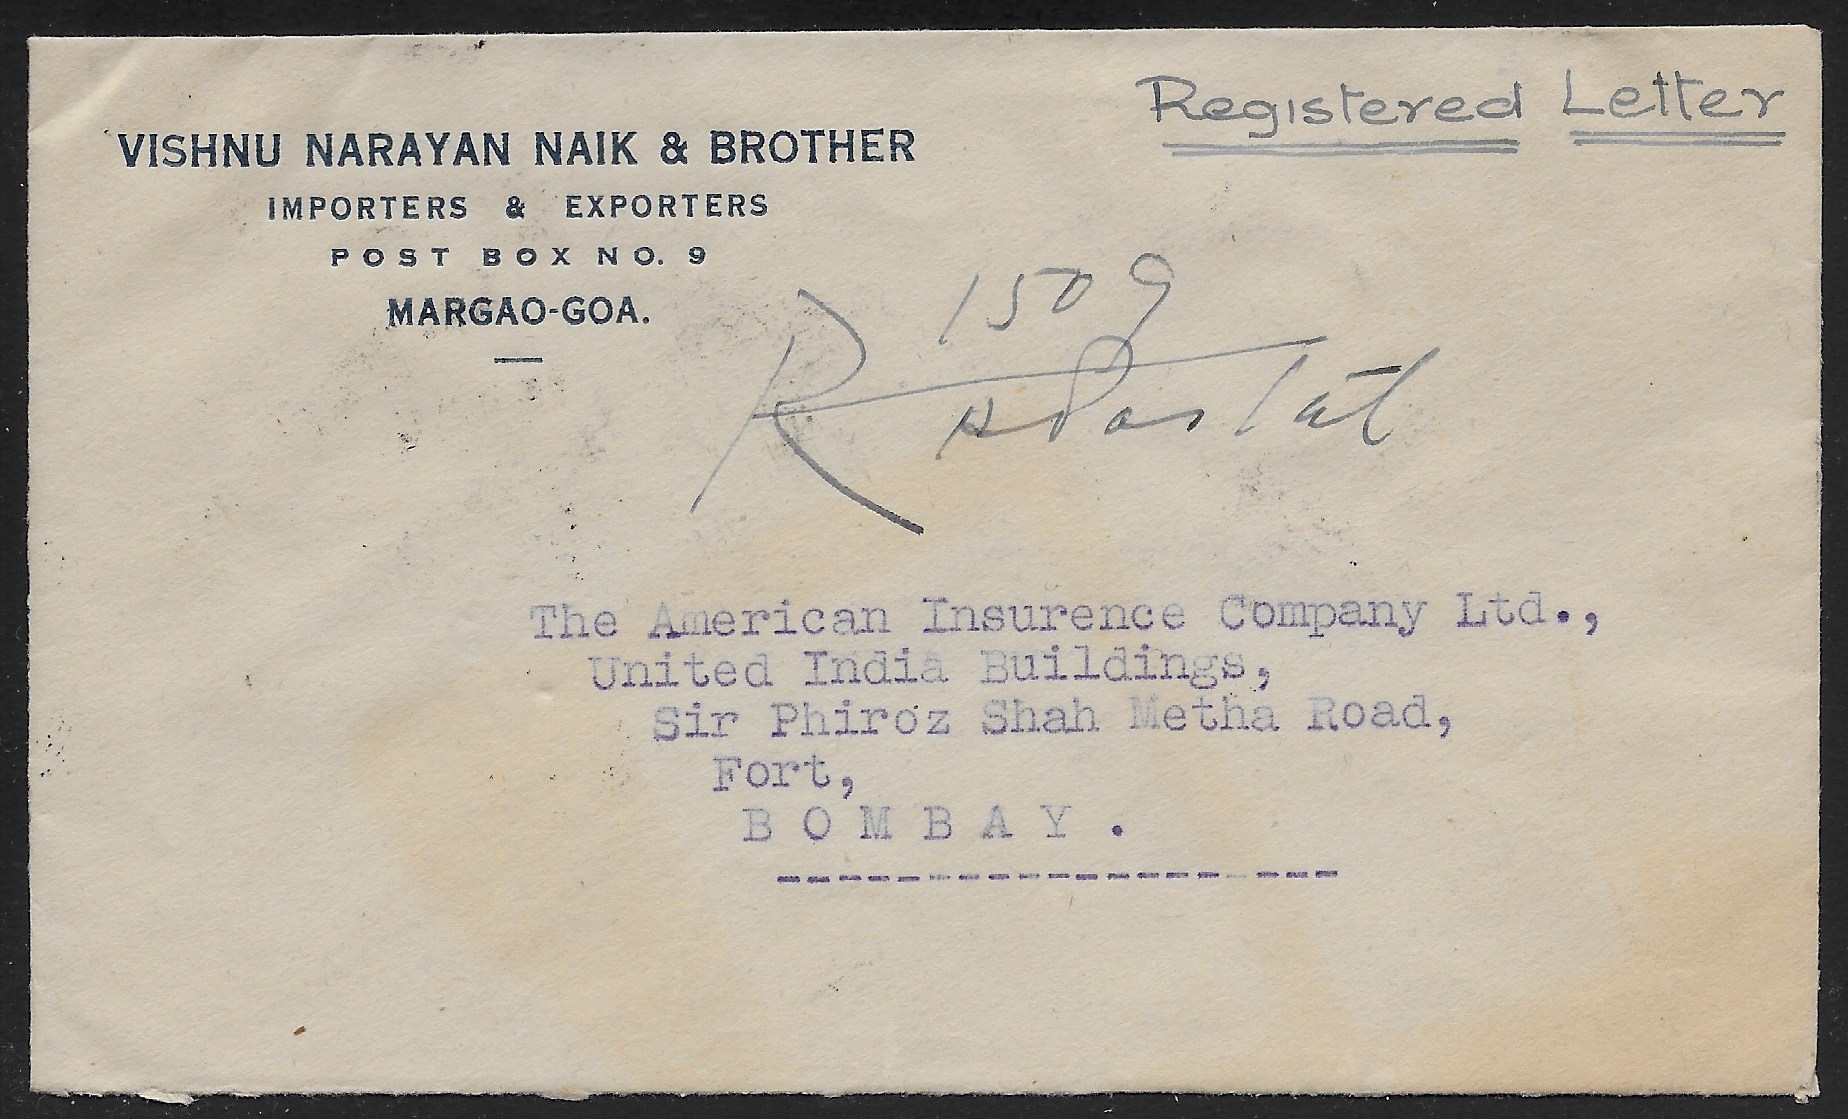 Registered Letter
VISHNU NARAYAN NAIK & BROTHER
IMPORTERS & EXPORTERS
POST BOX NO. 9
MARGAO-GOA.
R 1509
The American Insurence Company Ltd.,
United India Buildings,
Sir Phiroz Shah Metha Road,
Fort,
BOMBAY.